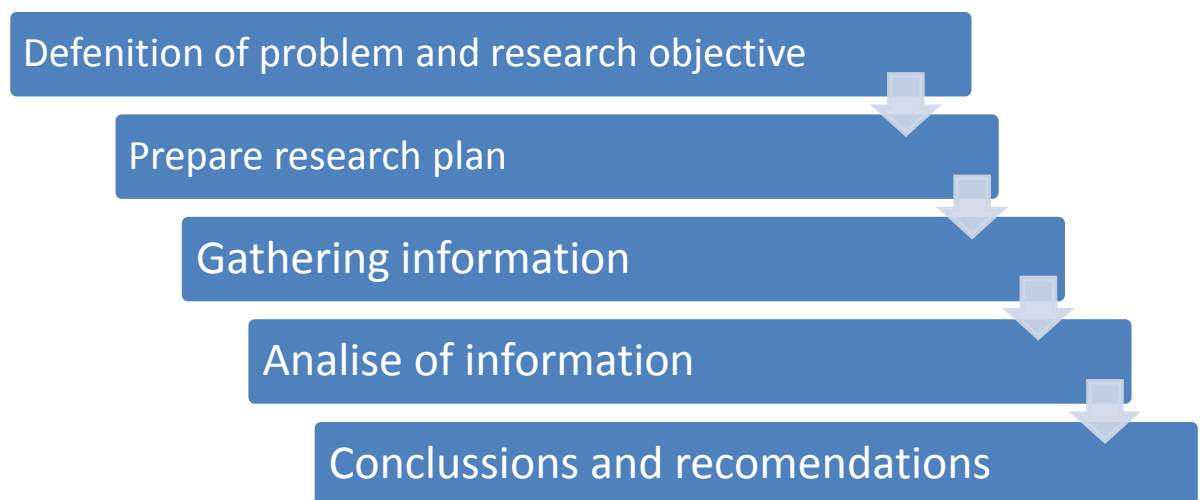 Defenition of problem and research objective
Prepare research plan
Gathering information
Analise of information
Conclussions and recomendations